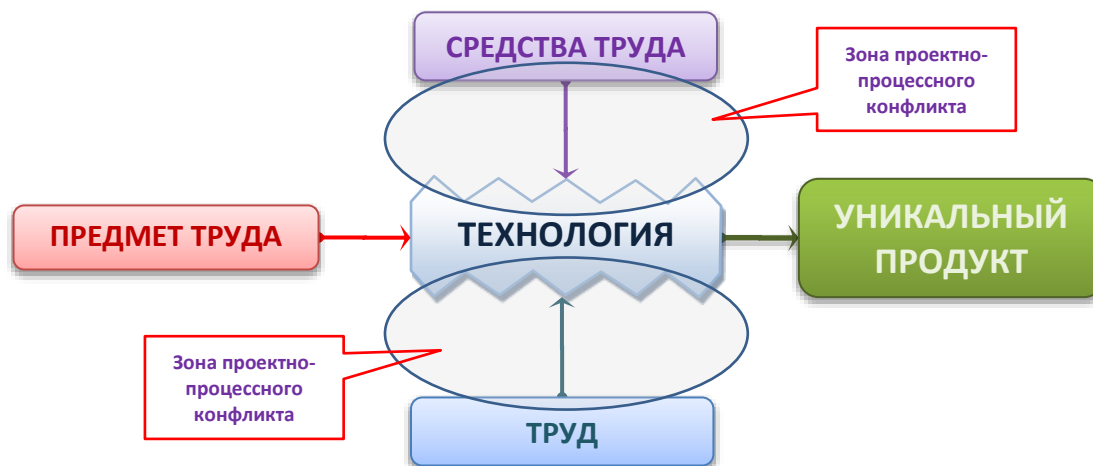 СРЕДСТВА ТРУДА
Зона проектно-
процессного
конфликта
ПРЕДМЕТ ТРУДА
ТЕХНОЛОГИЯ
УНИКАЛЬНЫЙ
ПРОДУКТ
Зона проектно-
процессного
конфликта
ТРУД